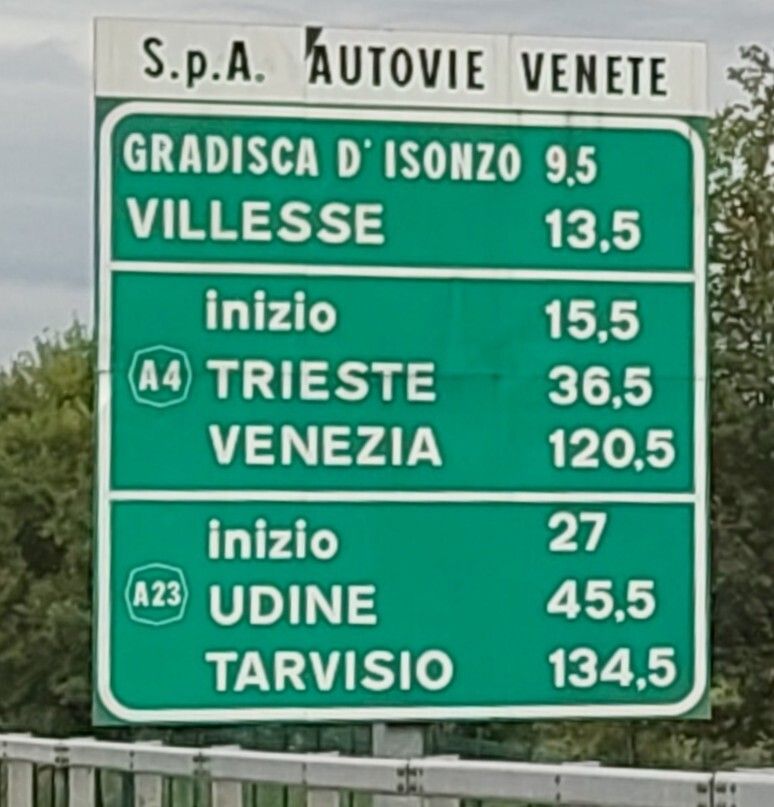 S.p.A. AUTOVIE VENETE
GRADISCA D'ISONZO 9,5
VILLESSE 13,5
inizio 15,5
A4 TRIESTE 36,5
VENEZIA 120,5
inizio 27
A23 UDINE 45,5
TARVISIO 134,5